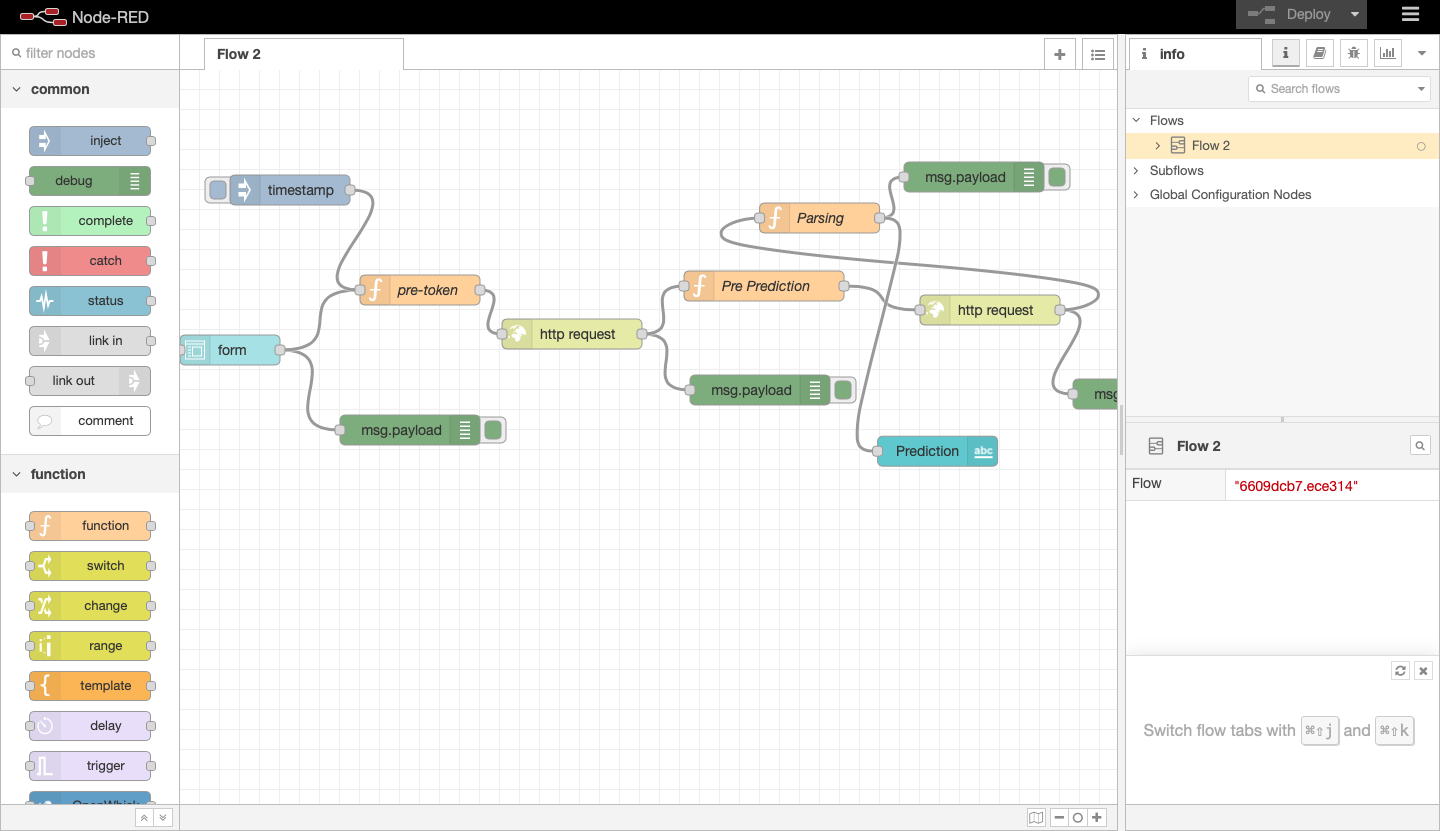 Node-RED
Deploy
filter nodes
Flow 2
info
common
Search flows
inject
debug
complete
catch
status
link in
link out
comment
function
function
switch
change
range
template
delay
trigger
OpenWhisk
timestamp
pre-token
form
http request
msg.payload
msg.payload
Parsing
msg.payload
Pre Prediction
http request
msg
Prediction
abc
Flows
Flow 2
Subflows
Global Configuration Nodes
Flow 2
Flow "6609dcb7.ece314"
Switch flow tabs with ⌘⇧j and ⌘⇧k